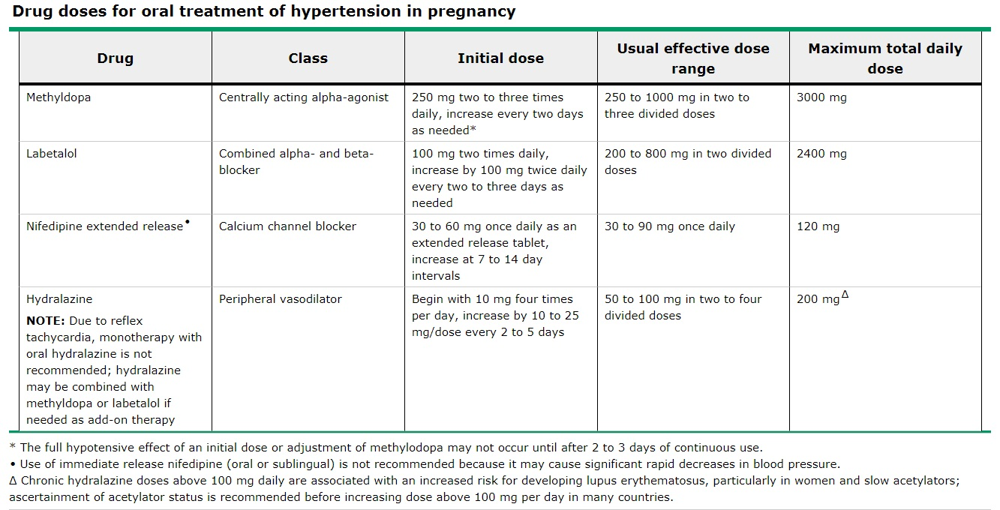 Drug doses for oral treatment of hypertension in pregnancy
Drug
Class
Initial dose
Usual effective dose
range
Maximum total daily
dose
Methyldopa
Centrally acting alpha-agonist
250 mg two to three times
daily, increase every two days
as needed*
250 to 1000 mg in two to
three divided doses
3000 mg
Labetalol
Combined alpha- and beta-
blocker
100 mg two times daily,
increase by 100 mg twice daily
every two to three days as
needed
200 to 800 mg in two divided
doses
2400 mg
Nifedipine extended release•
Calcium channel blocker
30 to 60 mg once daily as an
extended release tablet,
increase at 7 to 14 day
intervals
30 to 90 mg once daily
120 mg
Hydralazine
NOTE: Due to reflex
tachycardia, monotherapy with
oral hydralazine is not
recommended; hydralazine
may be combined with
methyldopa or labetalol if
needed as add-on therapy
Peripheral vasodilator
Begin with 10 mg four times
per day, increase by 10 to 25
mg/dose every 2 to 5 days
50 to 100 mg in two to four
divided doses
200 mgΔ
* The full hypotensive effect of an initial dose or adjustment of methylodopa may not occur until after 2 to 3 days of continuous use.
• Use of immediate release nifedipine (oral or sublingual) is not recommended because it may cause significant rapid decreases in blood pressure.
Δ Chronic hydralazine doses above 100 mg daily are associated with an increased risk for developing lupus erythematosus, particularly in women and slow acetylators;
ascertainment of acetylator status is recommended before increasing dose above 100 mg per day in many countries.